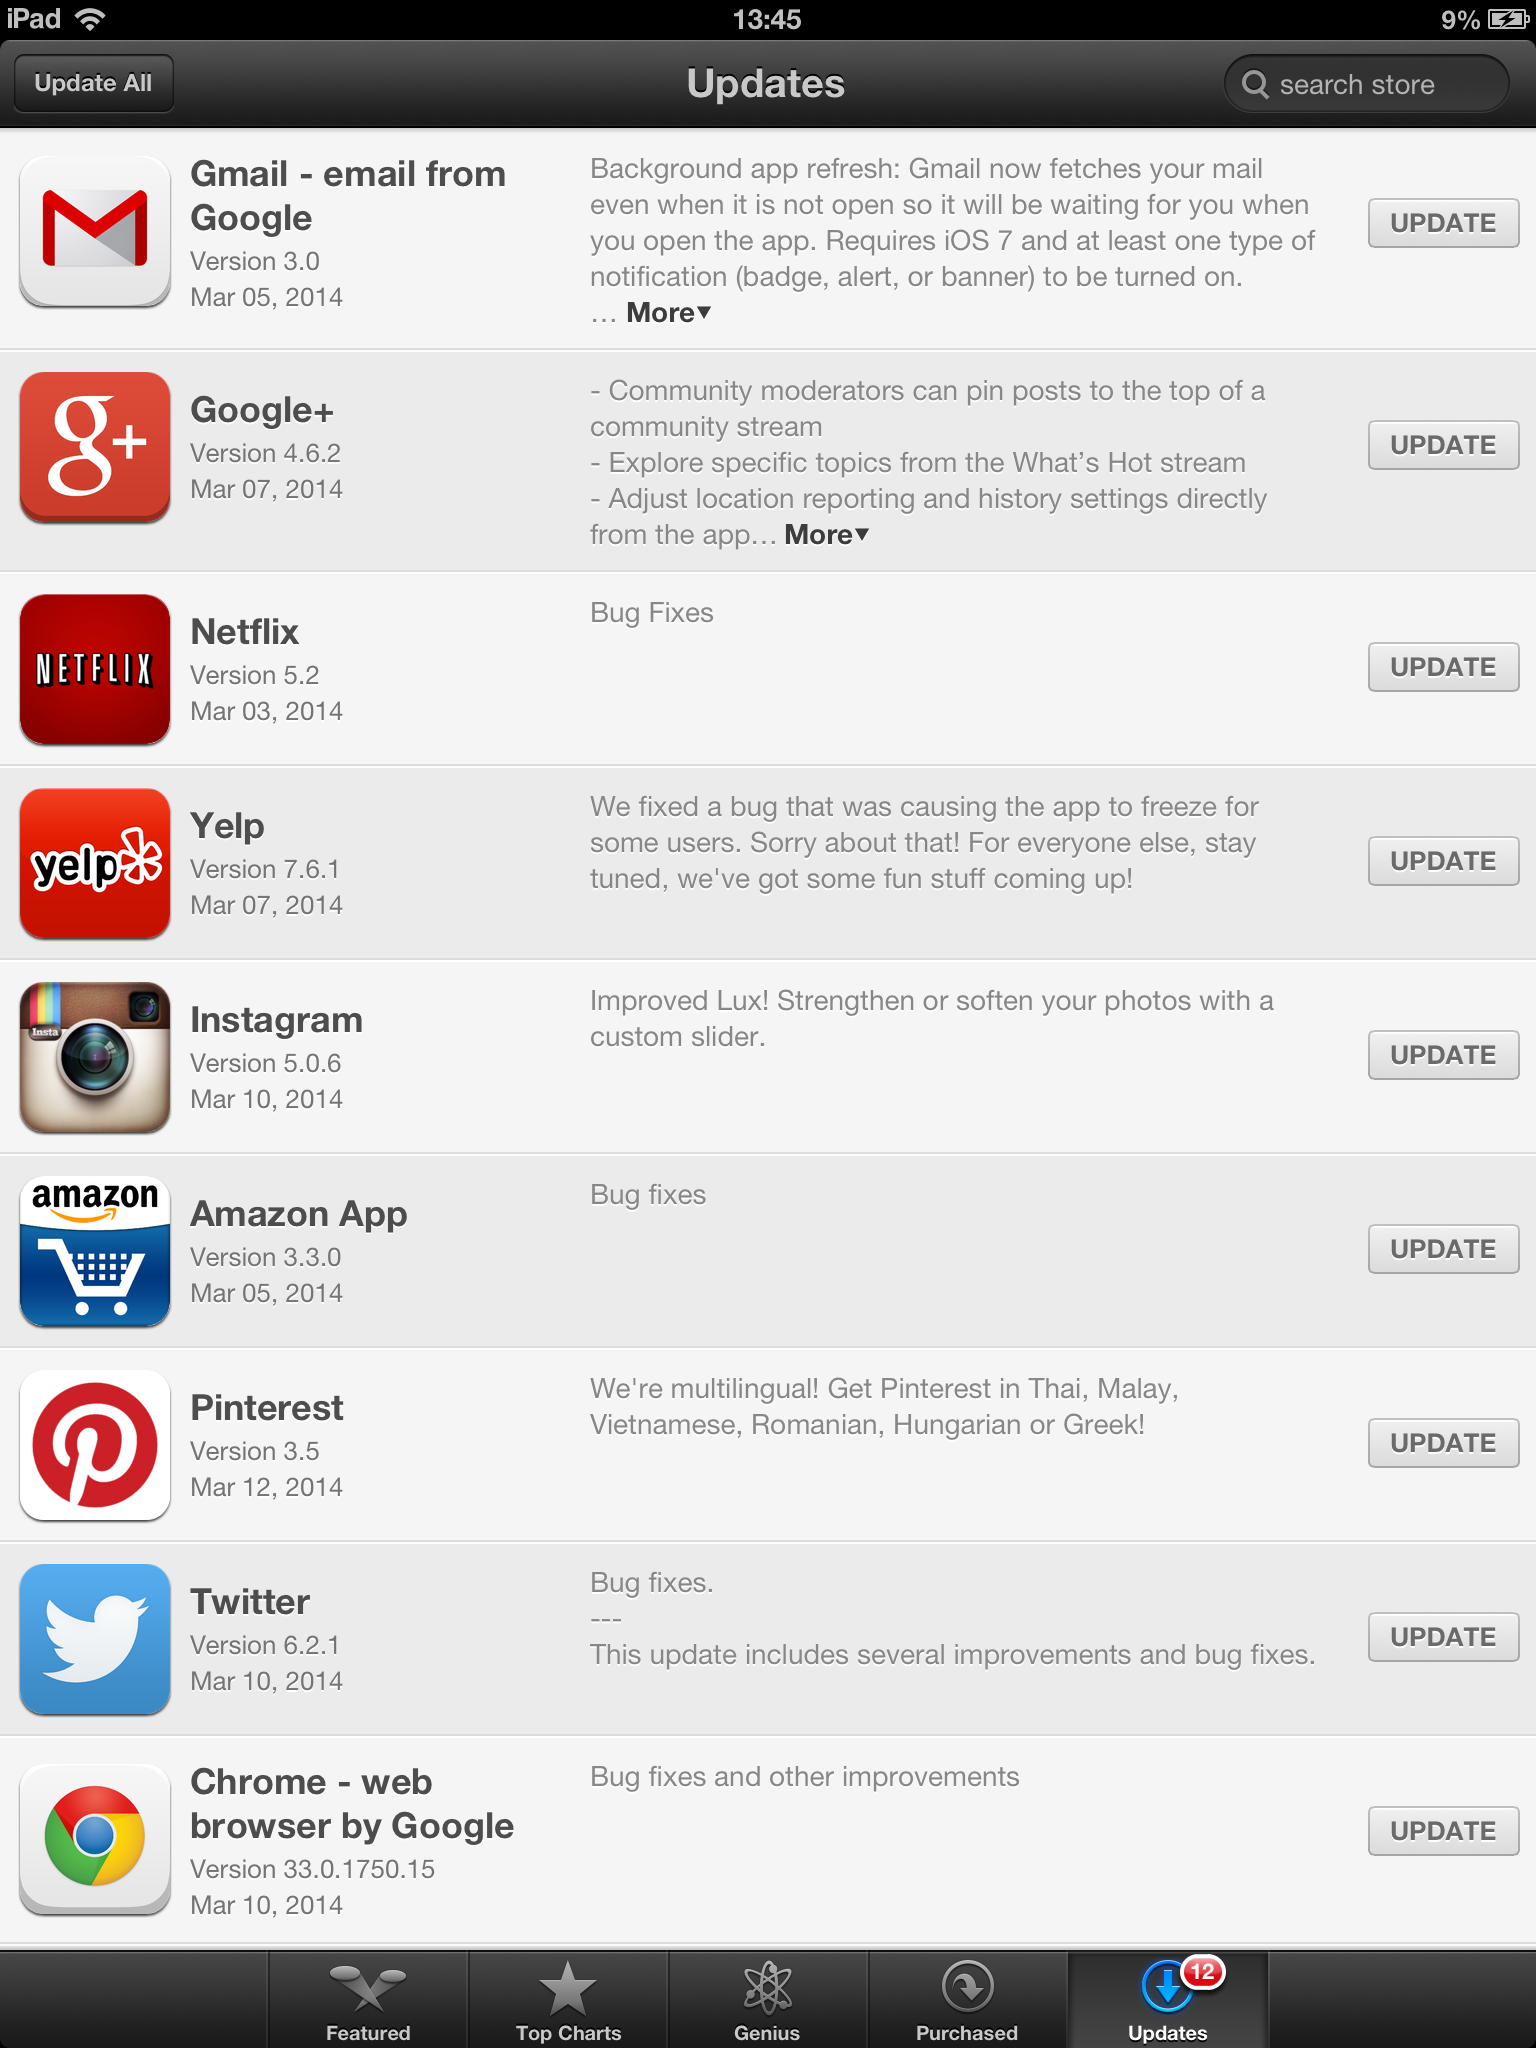 iPad 13:45 9%
Update All Updates search store
Gmail - email from
Google
Version 3.0
Mar 05, 2014
Background app refresh: Gmail now fetches your mail
even when it is not open so it will be waiting for you when
you open the app. Requires iOS 7 and at least one type of
notification (badge, alert, or banner) to be turned on.
… More▼
UPDATE
g+
Google+
Version 4.6.2
Mar 07, 2014
- Community moderators can pin posts to the top of a
community stream
- Explore specific topics from the What’s Hot stream
- Adjust location reporting and history settings directly
from the app… More▼
UPDATE
NETFLIX
Netflix
Version 5.2
Mar 03, 2014
Bug Fixes
UPDATE
yelp
Yelp
Version 7.6.1
Mar 07, 2014
We fixed a bug that was causing the app to freeze for
some users. Sorry about that! For everyone else, stay
tuned, we've got some fun stuff coming up!
UPDATE
Insta
Instagram
Version 5.0.6
Mar 10, 2014
Improved Lux! Strengthen or soften your photos with a
custom slider.
UPDATE
amazon
Amazon App
Version 3.3.0
Mar 05, 2014
Bug fixes
UPDATE
Pinterest
Version 3.5
Mar 12, 2014
We're multilingual! Get Pinterest in Thai, Malay,
Vietnamese, Romanian, Hungarian or Greek!
UPDATE
Twitter
Version 6.2.1
Mar 10, 2014
Bug fixes.
---
This update includes several improvements and bug fixes.
UPDATE
Chrome - web
browser by Google
Version 33.0.1750.15
Mar 10, 2014
Bug fixes and other improvements
UPDATE
12
Featured Top Charts Genius Purchased Updates